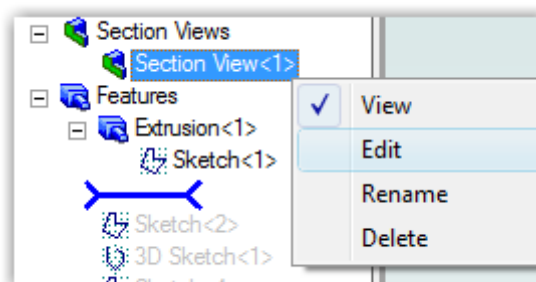 Section Views
Section View<1>
Features
Extrusion<1>
Sketch<1>
Sketch<2>
3D Sketch<1>
View
Edit
Rename
Delete